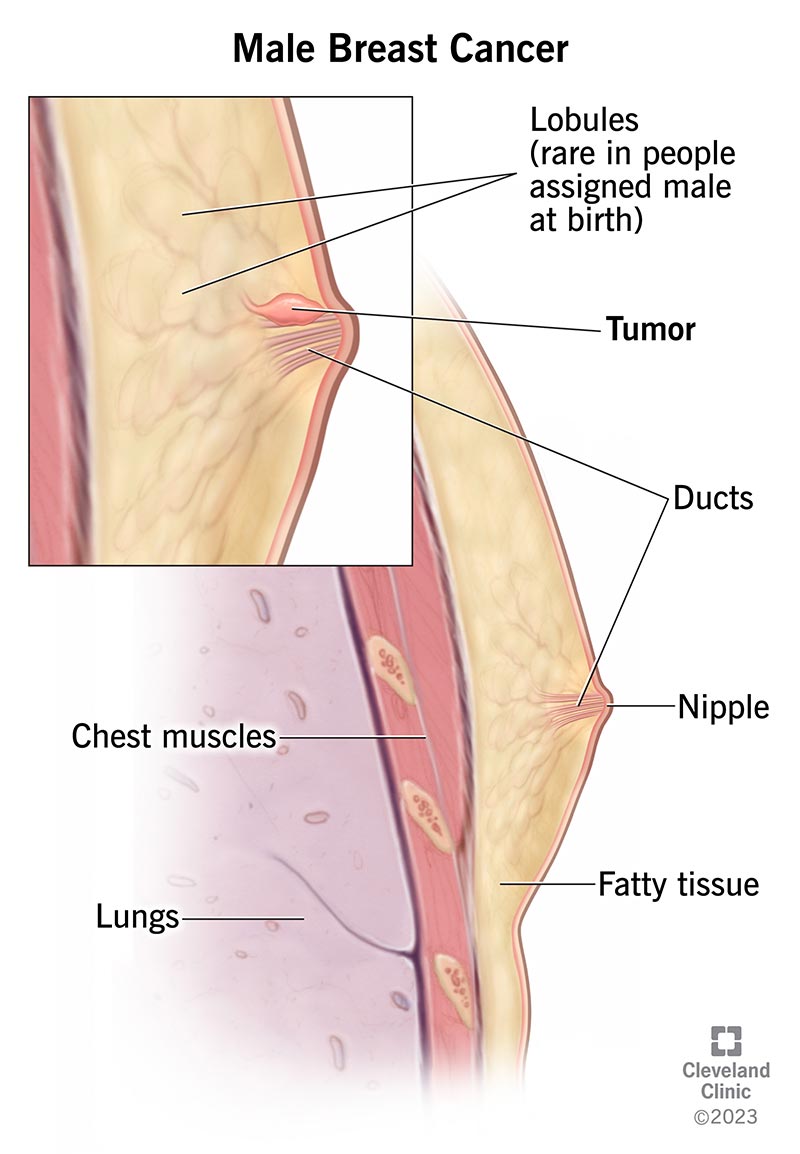 Male Breast Cancer
Lobules
(rare in people
assigned male
at birth)
Tumor
Ducts
Nipple
Chest muscles
Fatty tissue
Lungs
Cleveland
Clinic
©2023